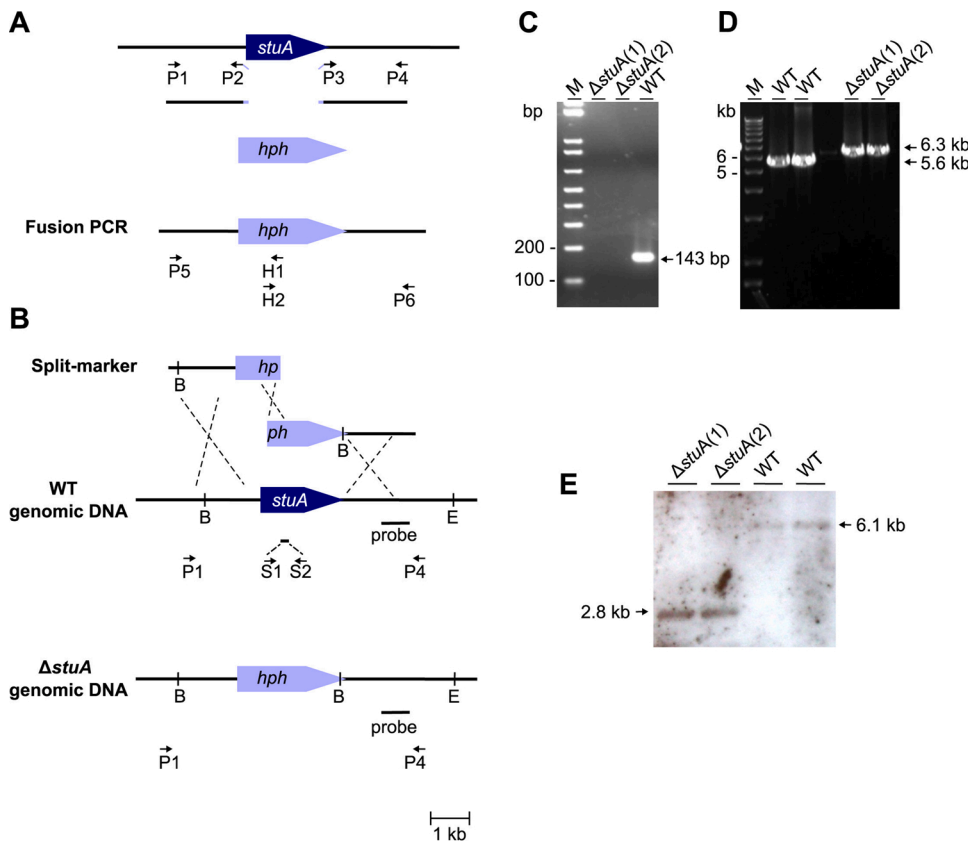 A
stuA
P1 P2 P3 P4
hph
Fusion PCR
hph
P5 H1
H2 P6
B
Split-marker
hp
B
ph
B
WT
genomic DNA
stuA
B E
probe
P1 S1 S2 P4
ΔstuA
genomic DNA
hph
B B E
probe
P1 P4
1 kb
C
M ΔstuA(1) ΔstuA(2) WT
bp
200 -
143 bp
100 -
D
M WT WT ΔstuA(1) ΔstuA(2)
kb
6.3 kb
6 -
5.6 kb
5 -
E
ΔstuA(1) ΔstuA(2) WT WT
6.1 kb
2.8 kb